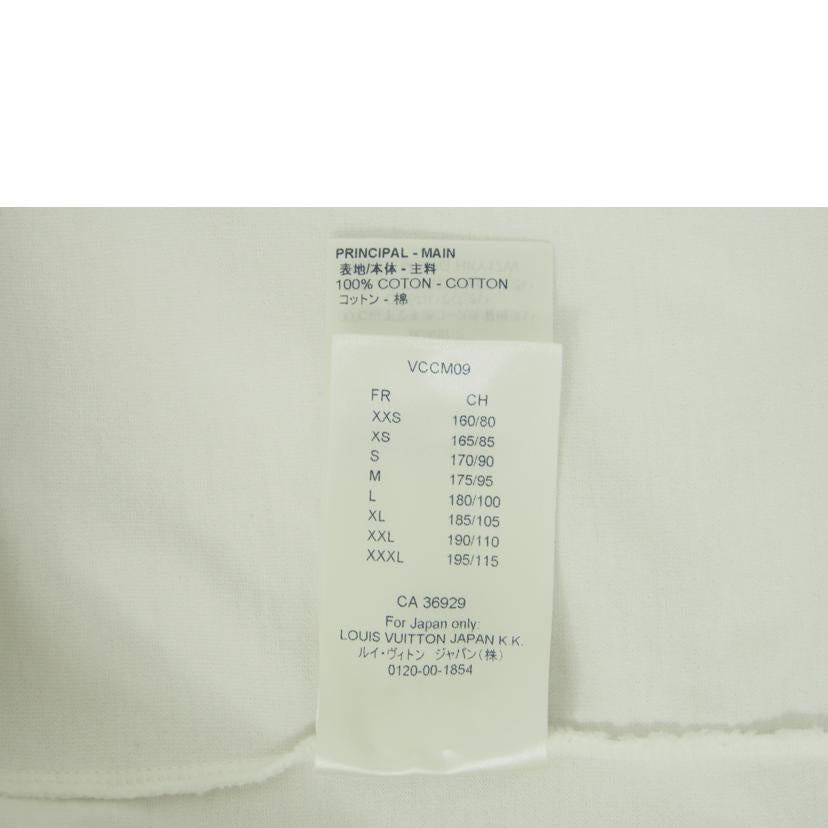 PRINCIPAL - MAIN
表地/本体 - 主料
100% COTON - COTTON
コットン - 棉
VCCM09
FR CH
XXS 160/80
XS 165/85
S 170/90
M 175/95
L 180/100
XL 185/105
XXL 190/110
XXXL 195/115
CA 36929
For Japan only:
LOUIS VUITTON JAPAN K.K.
ルイ・ヴィトン ジャパン(株)
0120-00-1854